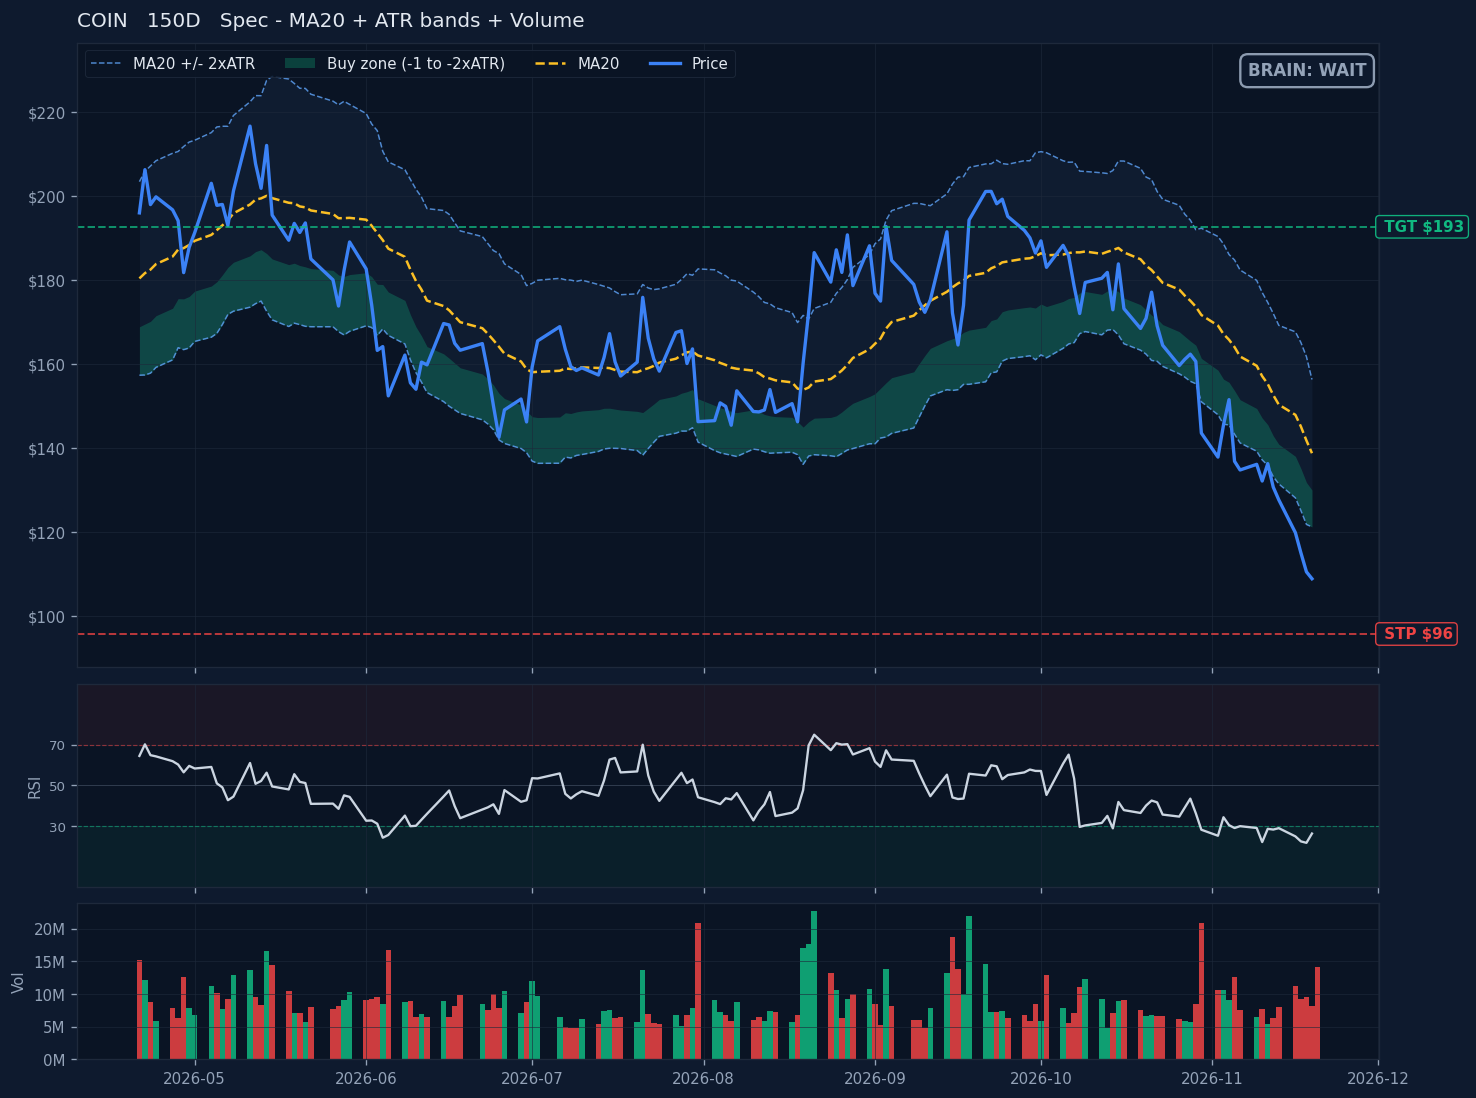 COIN   150D   Spec - MA20 + ATR bands + Volume
MA20 +/- 2xATR
Buy zone (-1 to -2xATR)
MA20
Price
BRAIN: WAIT
$220
$200
$180
$160
$140
$120
$100
TGT $193
STP $96
RSI
70
50
30
Vol
20M
15M
10M
5M
0M
2026-05
2026-06
2026-07
2026-08
2026-09
2026-10
2026-11
2026-12